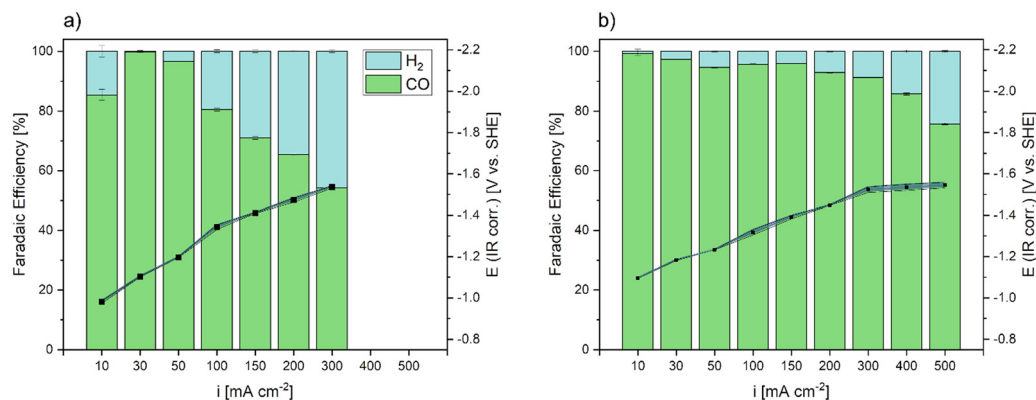 a)
100
80
60
40
20
0
Faradaic Efficiency [%]
H₂
CO
-2.2
-2.0
-1.8
-1.6
-1.4
-1.2
-1.0
-0.8
E (IR corr.) [V vs. SHE]
10 30 50 100 150 200 300 400 500
i [mA cm⁻²]
b)
100
80
60
40
20
0
Faradaic Efficiency [%]
-2.2
-2.0
-1.8
-1.6
-1.4
-1.2
-1.0
-0.8
E (IR corr.) [V vs. SHE]
10 30 50 100 150 200 300 400 500
i [mA cm⁻²]